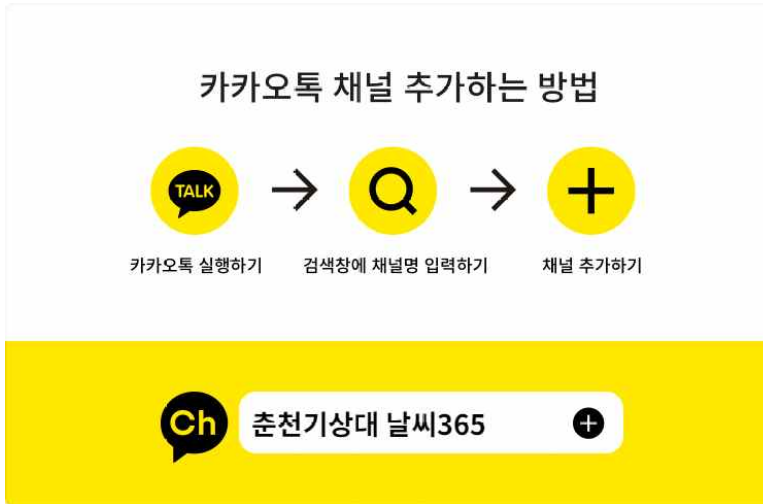 카카오톡 채널 추가하는 방법
TALK
카카오톡 실행하기
검색창에 채널명 입력하기
채널 추가하기
Ch
춘천기상대 날씨365